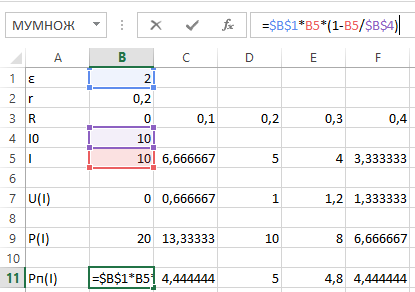 МУМНОЖ =$B$1*B5*(1-B5/$B$4)
A B C D E F
1 ε 2
2 r 0,2
3 R 0 0,1 0,2 0,3 0,4
4 I0 10
5 I 10 6,666667 5 4 3,333333
6
7 U(I) 0 0,666667 1 1,2 1,333333
8
9 P(I) 20 13,33333 10 8 6,666667
10
11 Pп(I) =$B$1*B5* 4,444444 5 4,8 4,444444